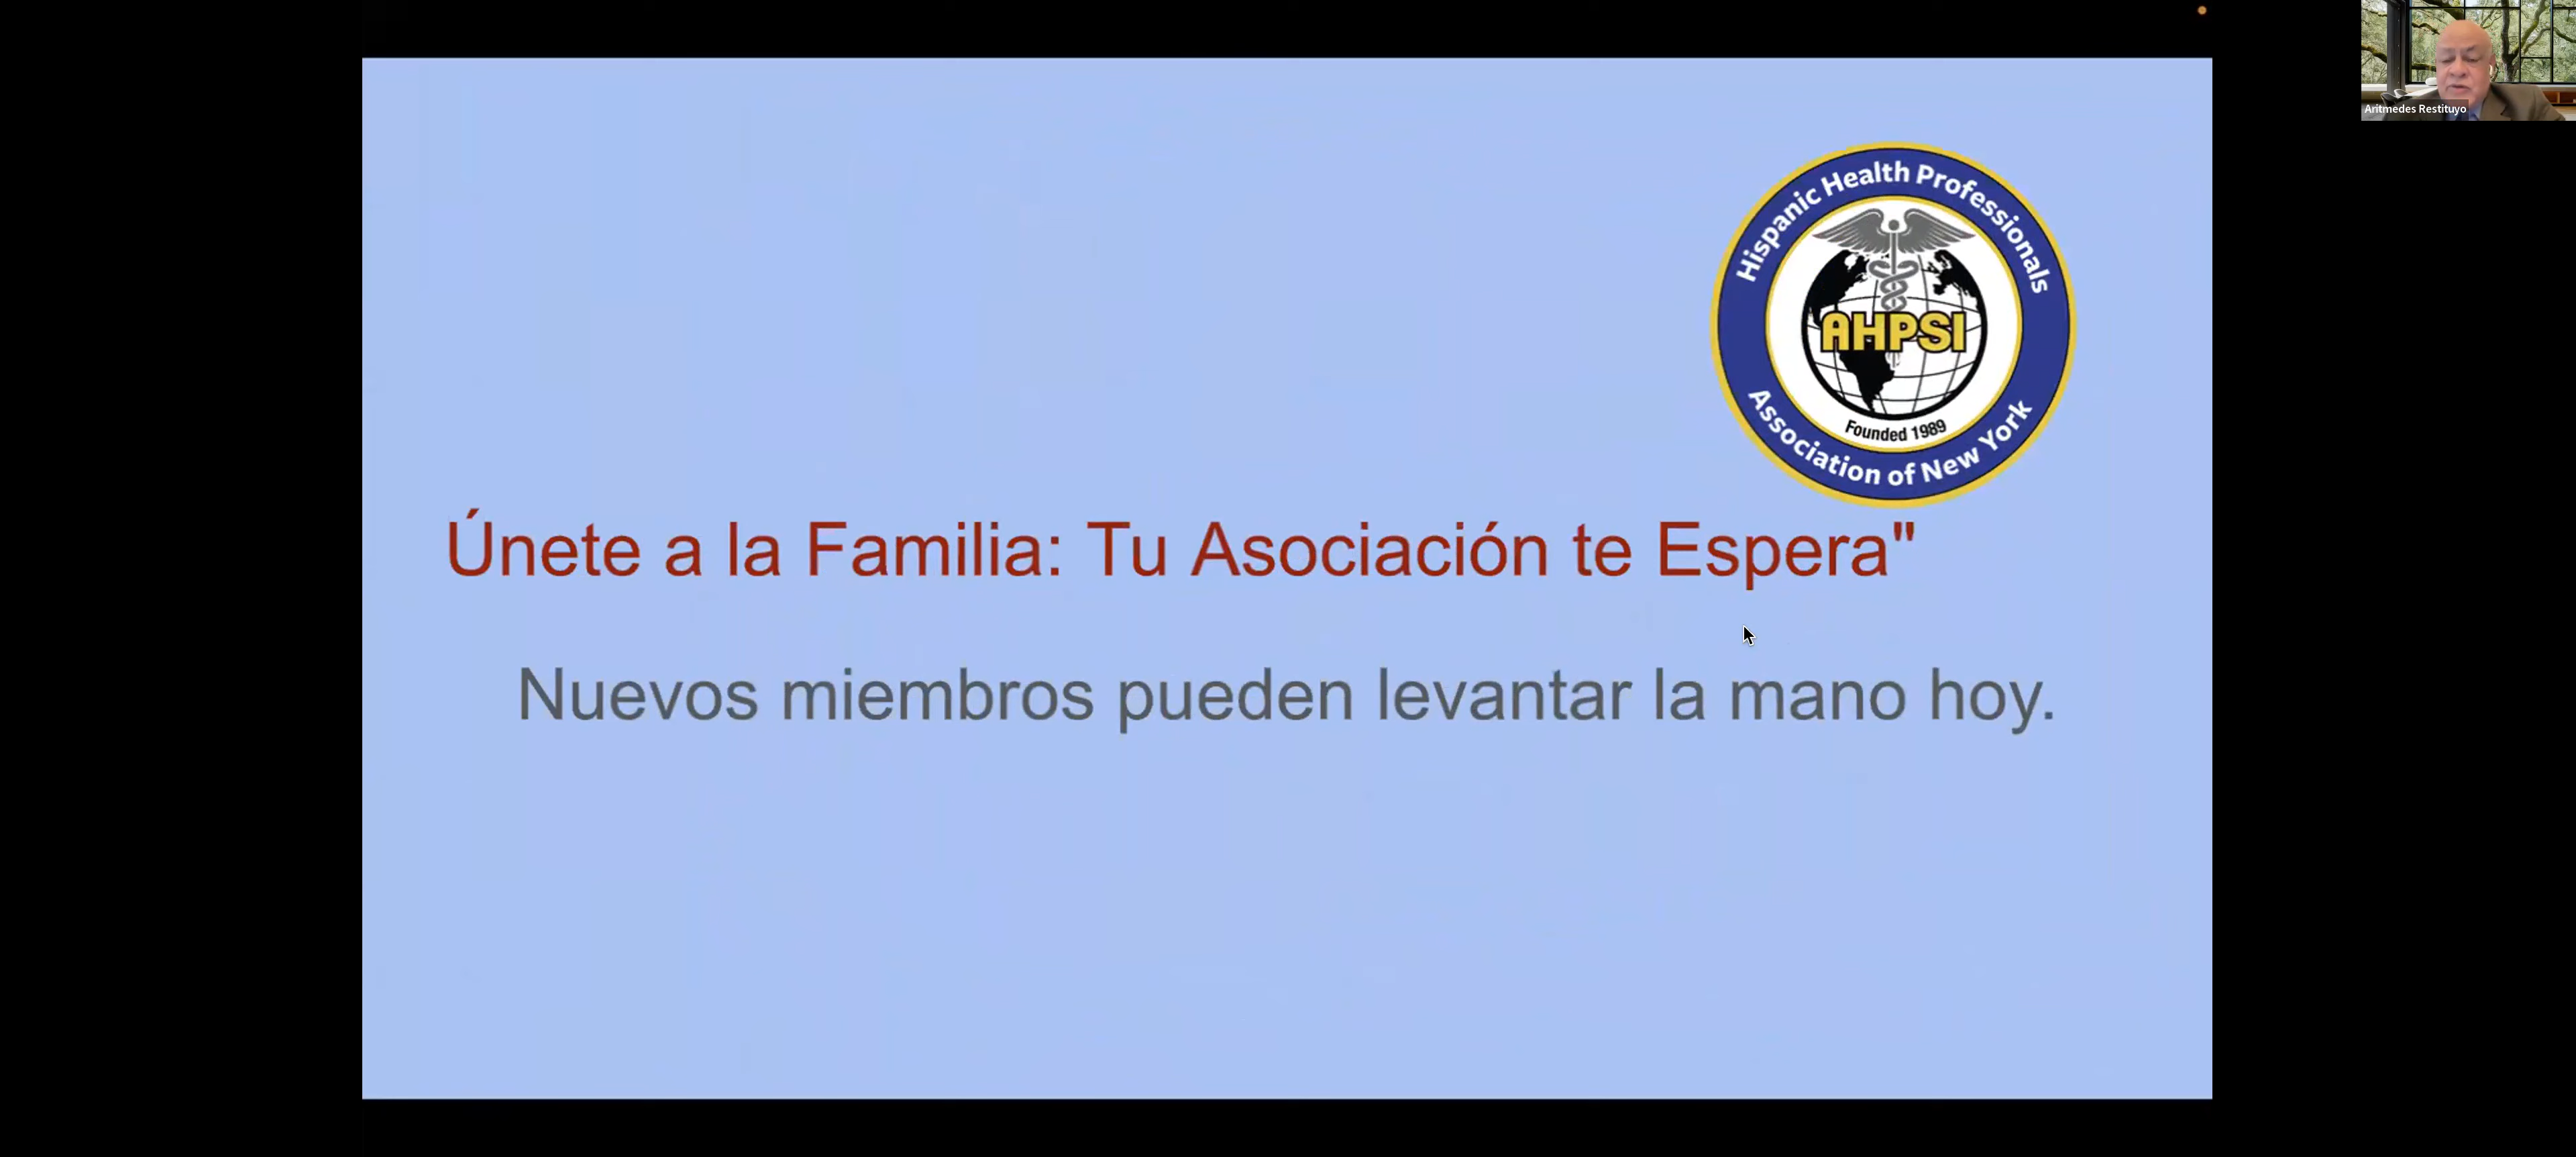 Aritmedes Restituyo
Hispanic Health Professionals
AHPSI
Founded 1989
Association of New York
Únete a la Familia: Tu Asociación te Espera"
Nuevos miembros pueden levantar la mano hoy.